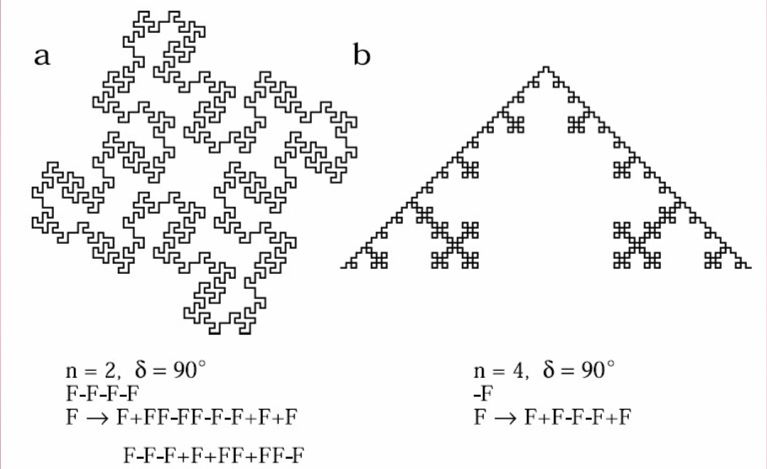 a
b
n = 2, δ = 90°
F-F-F-F
F → F+FF-FF-F-F+F+F
F-F-F+F+FF+FF-F
n = 4, δ = 90°
-F
F → F+F-F-F+F